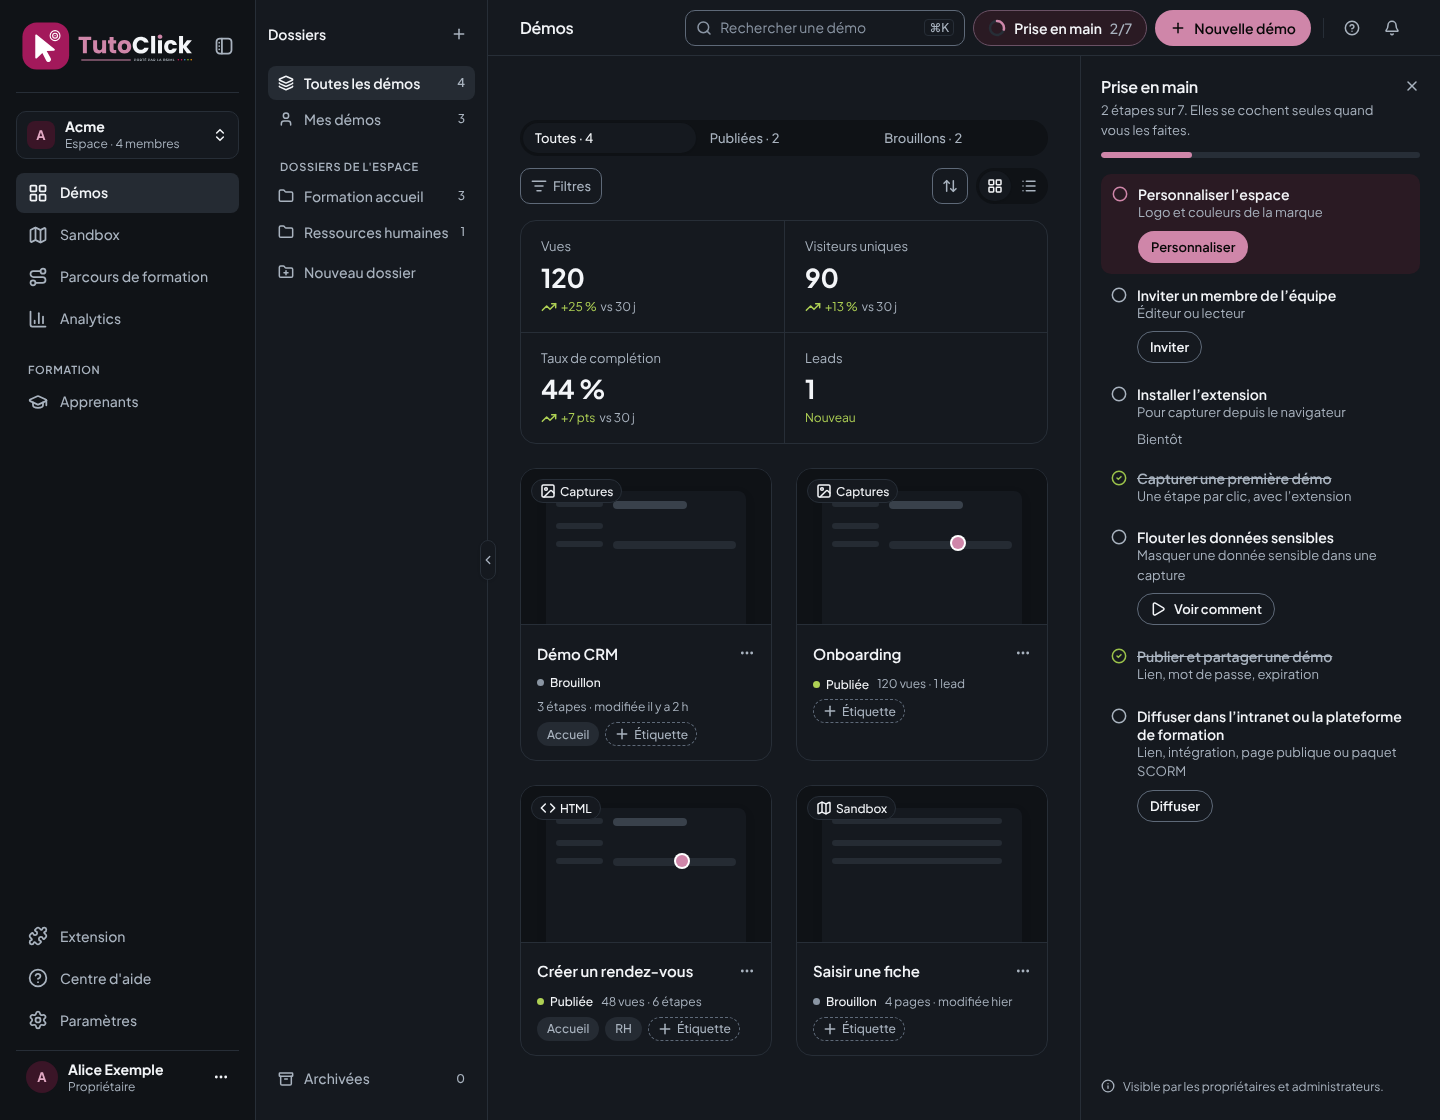 TutoClick
Acme
A
Espace · 4 membres
Démos
Sandbox
Parcours de formation
Analytics
FORMATION
Apprenants
Extension
Centre d'aide
Paramètres
A
Alice Exemple
Propriétaire
Dossiers
Toutes les démos 4
Mes démos 3
DOSSIERS DE L'ESPACE
Formation accueil 3
Ressources humaines 1
Nouveau dossier
Archivées 0
Démos
Rechercher une démo ⌘K
Prise en main 2/7
Nouvelle démo
Toutes · 4
Publiées · 2
Brouillons · 2
Filtres
Vues
120
+25 % vs 30 j
Visiteurs uniques
90
+13 % vs 30 j
Taux de complétion
44 %
+7 pts vs 30 j
Leads
1
Nouveau
Captures
Démo CRM
Brouillon
3 étapes · modifiée il y a 2 h
Accueil
Étiquette
Captures
Onboarding
Publiée 120 vues · 1 lead
Étiquette
HTML
Créer un rendez-vous
Publiée 48 vues · 6 étapes
Accueil RH Étiquette
Sandbox
Saisir une fiche
Brouillon 4 pages · modifiée hier
Étiquette
Prise en main
2 étapes sur 7. Elles se cochent seules quand
vous les faites.
Personnaliser l’espace
Logo et couleurs de la marque
Personnaliser
Inviter un membre de l’équipe
Éditeur ou lecteur
Inviter
Installer l’extension
Pour capturer depuis le navigateur
Bientôt
Capturer une première démo
Une étape par clic, avec l’extension
Flouter les données sensibles
Masquer une donnée sensible dans une
capture
Voir comment
Publier et partager une démo
Lien, mot de passe, expiration
Diffuser dans l’intranet ou la plateforme
de formation
Lien, intégration, page publique ou paquet
SCORM
Diffuser
Visible par les propriétaires et administrateurs.